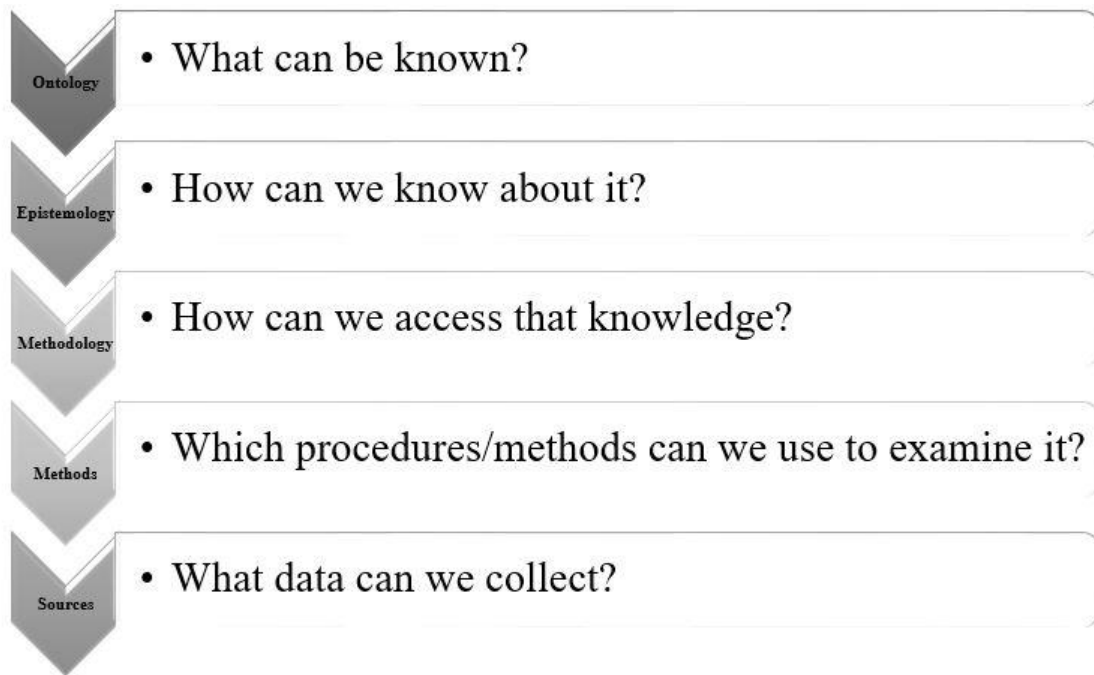 Ontology
• What can be known?
Epistemology
• How can we know about it?
Methodology
• How can we access that knowledge?
Methods
• Which procedures/methods can we use to examine it?
Sources
• What data can we collect?